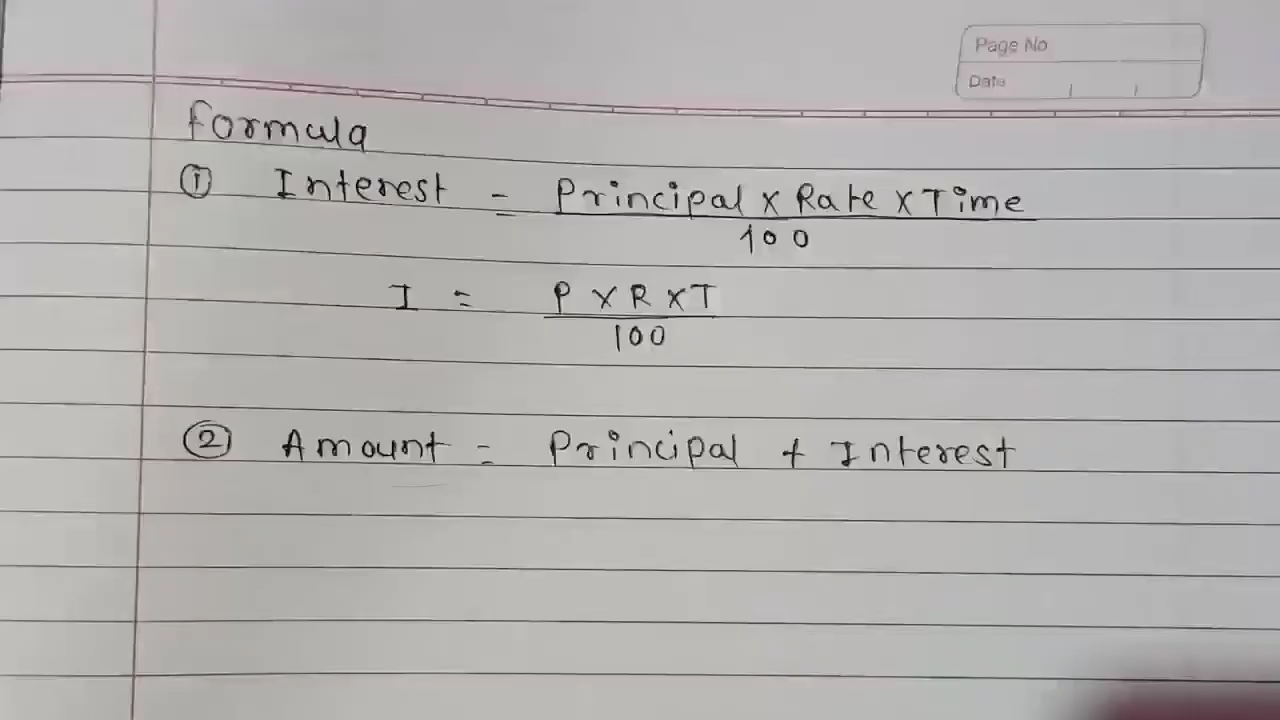 Page No
Date
Formula
① Interest = Principal x Rate x Time
100
I = P x R x T
100
② Amount = Principal + Interest